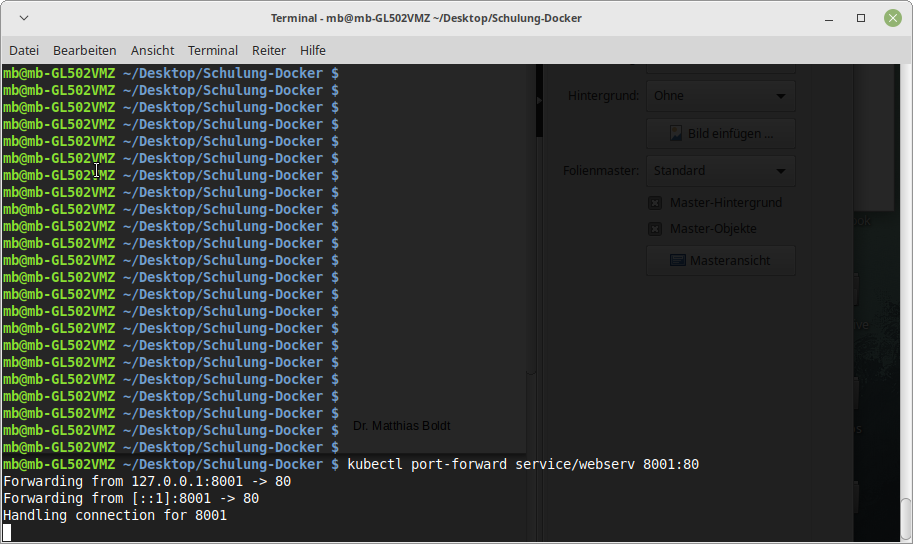 Terminal - mb@mb-GL502VMZ ~/Desktop/Schulung-Docker
Datei Bearbeiten Ansicht Terminal Reiter Hilfe
mb@mb-GL502VMZ ~/Desktop/Schulung-Docker $
mb@mb-GL502VMZ ~/Desktop/Schulung-Docker $
Hintergrund: Ohne
mb@mb-GL502VMZ ~/Desktop/Schulung-Docker $
mb@mb-GL502VMZ ~/Desktop/Schulung-Docker $
Bild einfügen ...
mb@mb-GL502VMZ ~/Desktop/Schulung-Docker $
mb@mb-GL502VMZ ~/Desktop/Schulung-Docker $
Folienmaster: Standard
mb@mb-GL502VMZ ~/Desktop/Schulung-Docker $
mb@mb-GL502VMZ ~/Desktop/Schulung-Docker $
Master-Hintergrund
mb@mb-GL502VMZ ~/Desktop/Schulung-Docker $
mb@mb-GL502VMZ ~/Desktop/Schulung-Docker $
Master-Objekte
mb@mb-GL502VMZ ~/Desktop/Schulung-Docker $
mb@mb-GL502VMZ ~/Desktop/Schulung-Docker $
Masteransicht
mb@mb-GL502VMZ ~/Desktop/Schulung-Docker $
mb@mb-GL502VMZ ~/Desktop/Schulung-Docker $
mb@mb-GL502VMZ ~/Desktop/Schulung-Docker $
mb@mb-GL502VMZ ~/Desktop/Schulung-Docker $
mb@mb-GL502VMZ ~/Desktop/Schulung-Docker $
mb@mb-GL502VMZ ~/Desktop/Schulung-Docker $
mb@mb-GL502VMZ ~/Desktop/Schulung-Docker $
mb@mb-GL502VMZ ~/Desktop/Schulung-Docker $
mb@mb-GL502VMZ ~/Desktop/Schulung-Docker $
Dr. Matthias Boldt
mb@mb-GL502VMZ ~/Desktop/Schulung-Docker $
mb@mb-GL502VMZ ~/Desktop/Schulung-Docker $
mb@mb-GL502VMZ ~/Desktop/Schulung-Docker $ kubectl port-forward service/webserv 8001:80
Forwarding from 127.0.0.1:8001 -> 80
Forwarding from [::1]:8001 -> 80
Handling connection for 8001